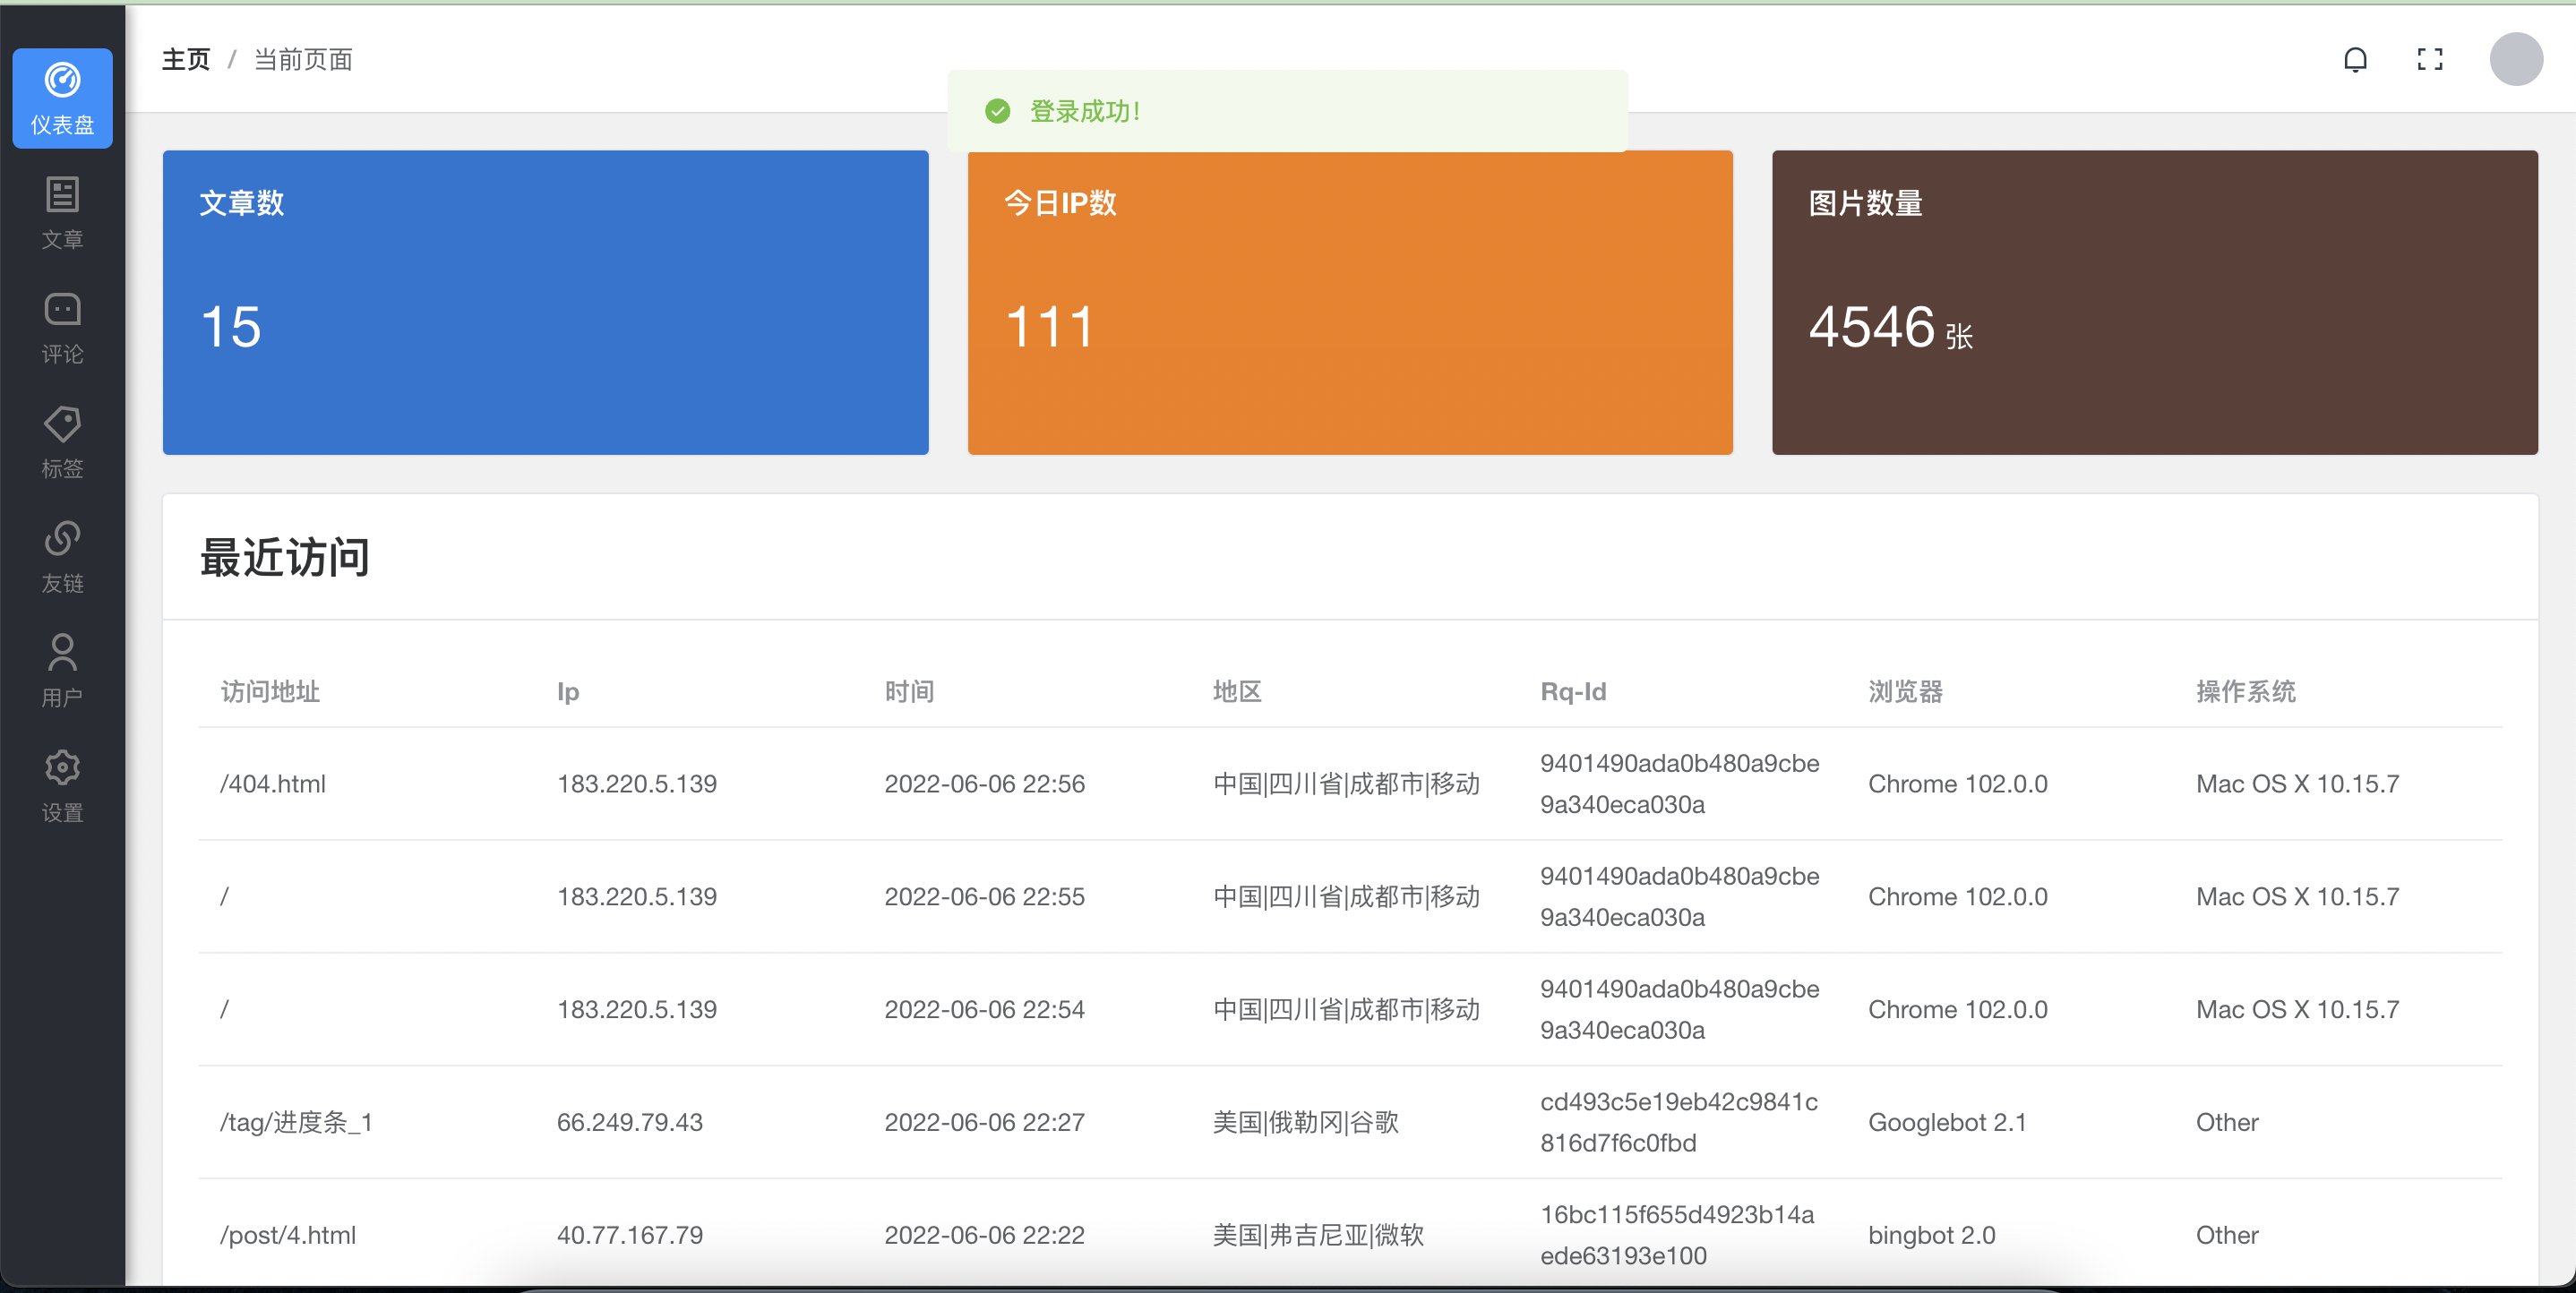 主页 / 当前页面
登录成功!
仪表盘
文章
评论
标签
友链
用户
设置
文章数
15
今日IP数
111
图片数量
4546 张
最近访问
访问地址 Ip 时间 地区 Rq-Id 浏览器 操作系统
/404.html 183.220.5.139 2022-06-06 22:56 中国|四川省|成都市|移动 9401490ada0b480a9cbe Chrome 102.0.0 Mac OS X 10.15.7
9a340eca030a
/ 183.220.5.139 2022-06-06 22:55 中国|四川省|成都市|移动 9401490ada0b480a9cbe Chrome 102.0.0 Mac OS X 10.15.7
9a340eca030a
/ 183.220.5.139 2022-06-06 22:54 中国|四川省|成都市|移动 9401490ada0b480a9cbe Chrome 102.0.0 Mac OS X 10.15.7
9a340eca030a
/tag/进度条_1 66.249.79.43 2022-06-06 22:27 美国|俄勒冈|谷歌 cd493c5e19eb42c9841c Googlebot 2.1 Other
816d7f6c0fbd
/post/4.html 40.77.167.79 2022-06-06 22:22 美国|弗吉尼亚|微软 16bc115f655d4923b14a bingbot 2.0 Other
ede63193e100